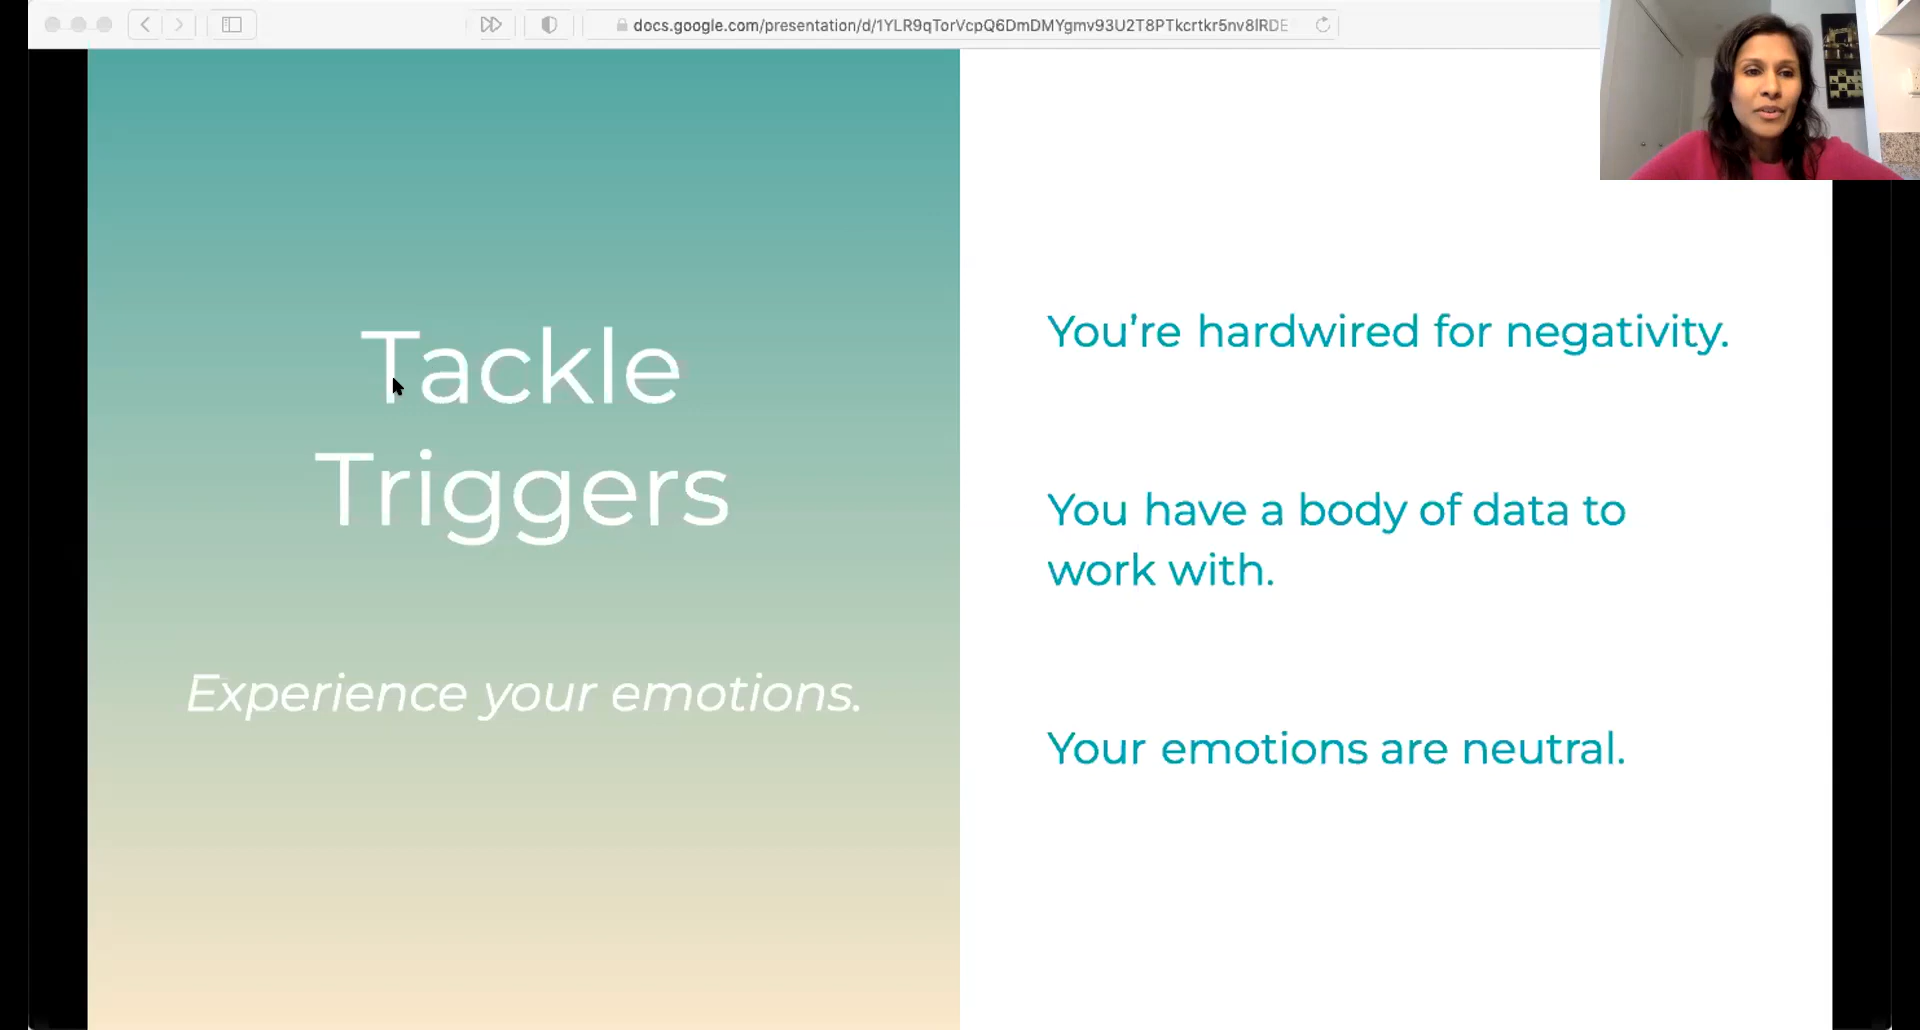 docs.google.com/presentation/d/1YLR9qTorVcpQ6DmDMYgmv93U2T8PTkcrtkr5nv8lRDE
Tackle
Triggers
Experience your emotions.
You’re hardwired for negativity.
You have a body of data to
work with.
Your emotions are neutral.